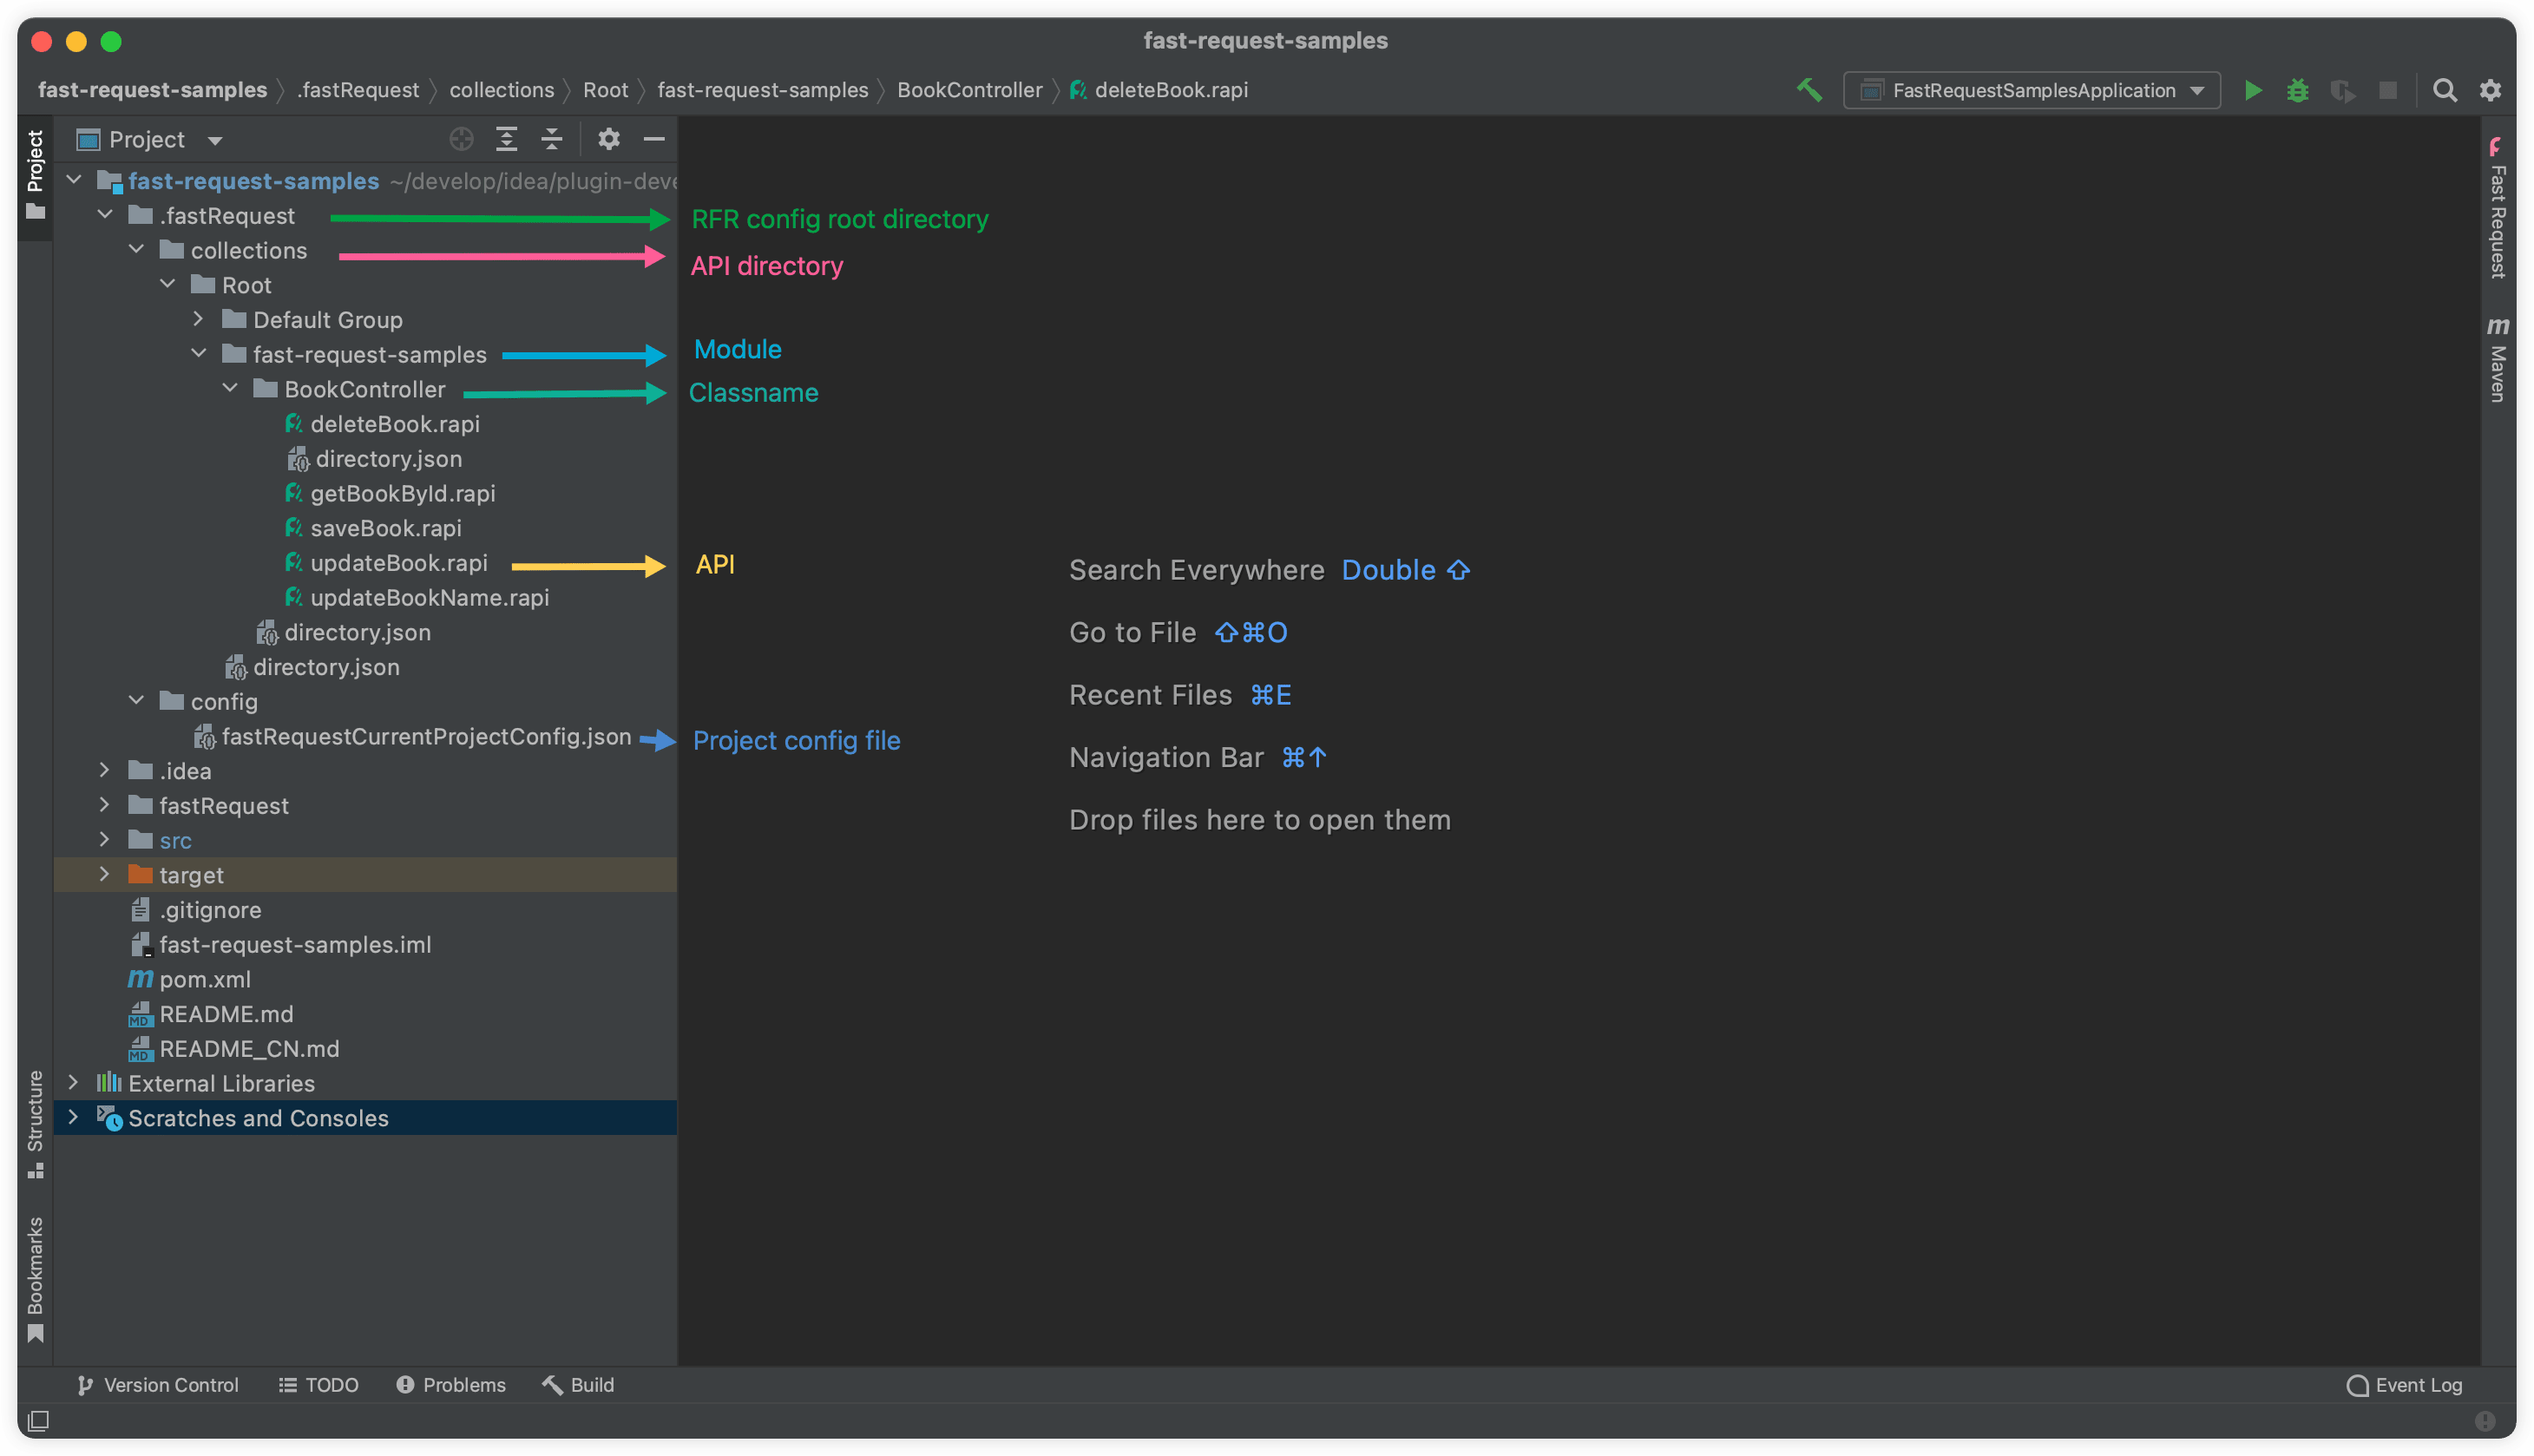 fast-request-samples
fast-request-samples .fastRequest collections Root fast-request-samples BookController deleteBook.rapi FastRequestSamplesApplication
Project
Project
fast-request-samples ~/develop/idea/plugin-deve
.fastRequest RFR config root directory
collections API directory
Root
Default Group
fast-request-samples Module
BookController Classname
deleteBook.rapi
directory.json
getBookById.rapi
saveBook.rapi
updateBook.rapi API
updateBookName.rapi
directory.json
directory.json
config
fastRequestCurrentProjectConfig.json Project config file
.idea
fastRequest
src
target
.gitignore
fast-request-samples.iml
m pom.xml
MD README.md
MD README_CN.md
External Libraries
Scratches and Consoles
Structure
Bookmarks
Search Everywhere Double ⇧
Go to File ⇧⌘O
Recent Files ⌘E
Navigation Bar ⌘↑
Drop files here to open them
Fast Request
m Maven
Version Control TODO Problems Build Event Log